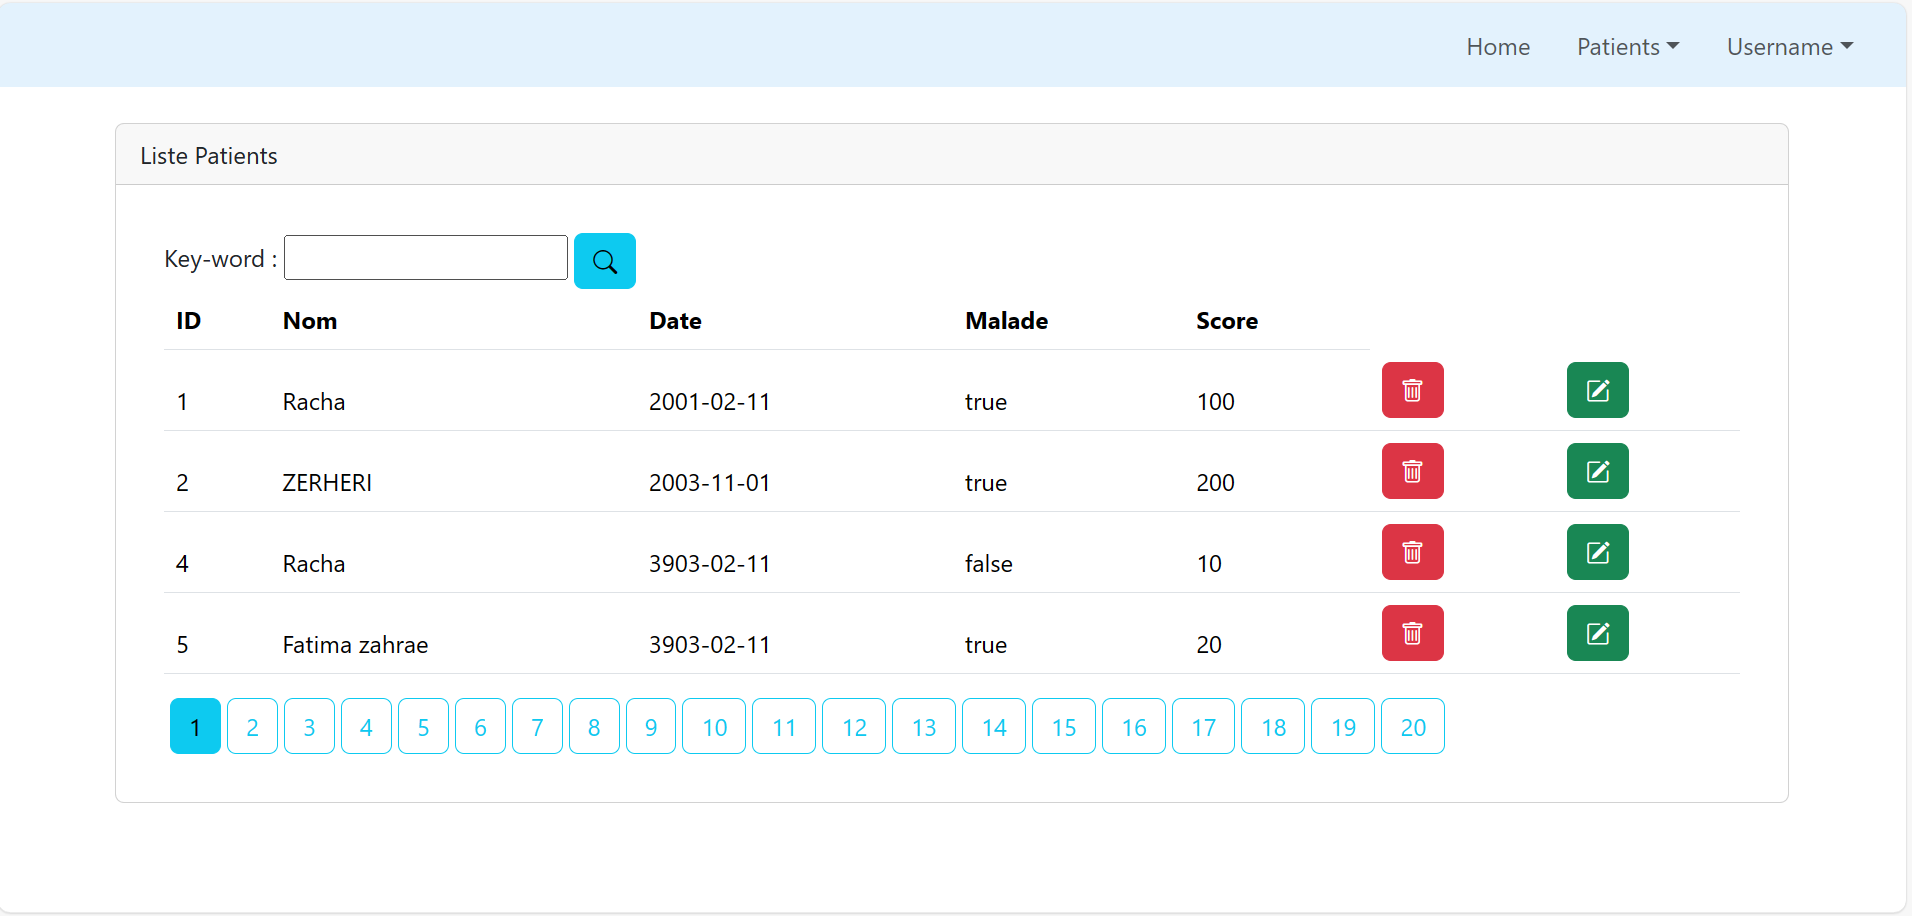 Home Patients Username
Liste Patients
Key-word :
ID Nom Date Malade Score
1 Racha 2001-02-11 true 100
2 ZERHERI 2003-11-01 true 200
4 Racha 3903-02-11 false 10
5 Fatima zahrae 3903-02-11 true 20
1 2 3 4 5 6 7 8 9 10 11 12 13 14 15 16 17 18 19 20